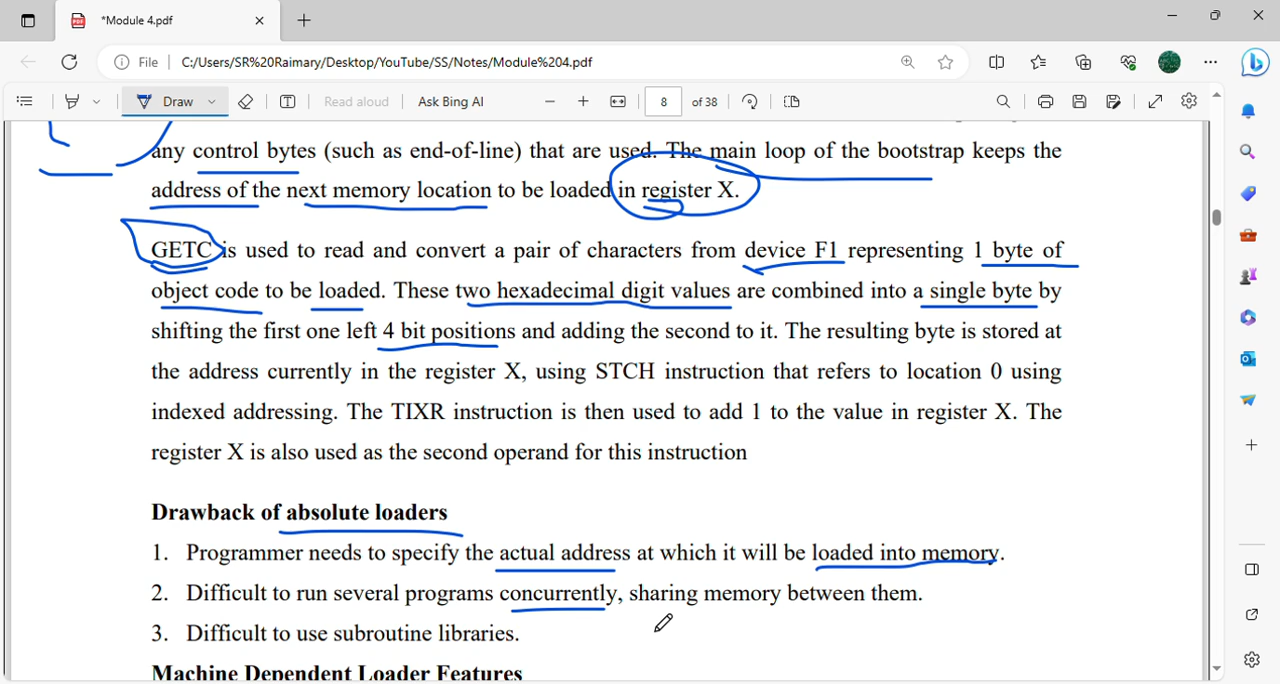 *Module 4.pdf
File
C:/Users/SR%20Raimary/Desktop/YouTube/SS/Notes/Module%204.pdf
Draw
Read aloud
Ask Bing AI
8
of 38
any control bytes (such as end-of-line) that are used. The main loop of the bootstrap keeps the
address of the next memory location to be loaded in register X.
GETC is used to read and convert a pair of characters from device F1 representing 1 byte of
object code to be loaded. These two hexadecimal digit values are combined into a single byte by
shifting the first one left 4 bit positions and adding the second to it. The resulting byte is stored at
the address currently in the register X, using STCH instruction that refers to location 0 using
indexed addressing. The TIXR instruction is then used to add 1 to the value in register X. The
register X is also used as the second operand for this instruction
Drawback of absolute loaders
1. Programmer needs to specify the actual address at which it will be loaded into memory.
2. Difficult to run several programs concurrently, sharing memory between them.
3. Difficult to use subroutine libraries.
Machine Dependent Loader Features